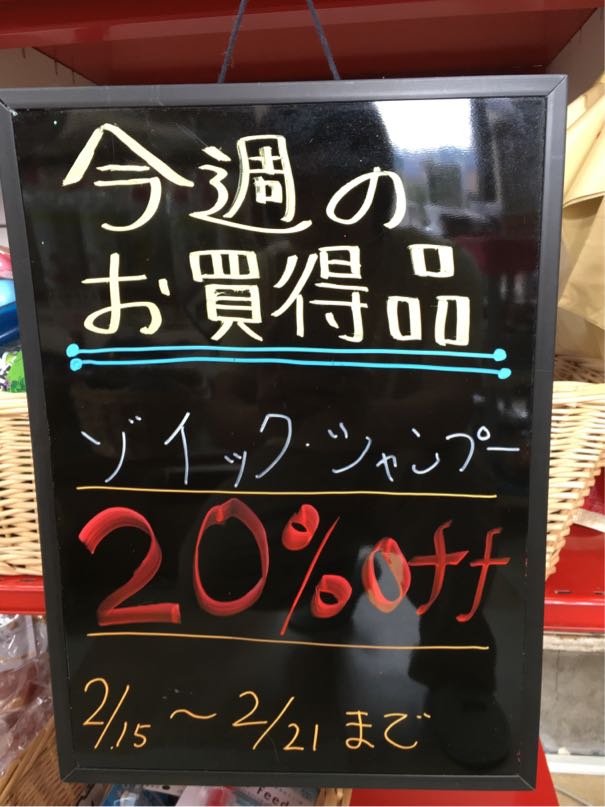 今週の
お買得品
ゾイック・シャンプー
20%Off
2/15～2/21まで
Feed